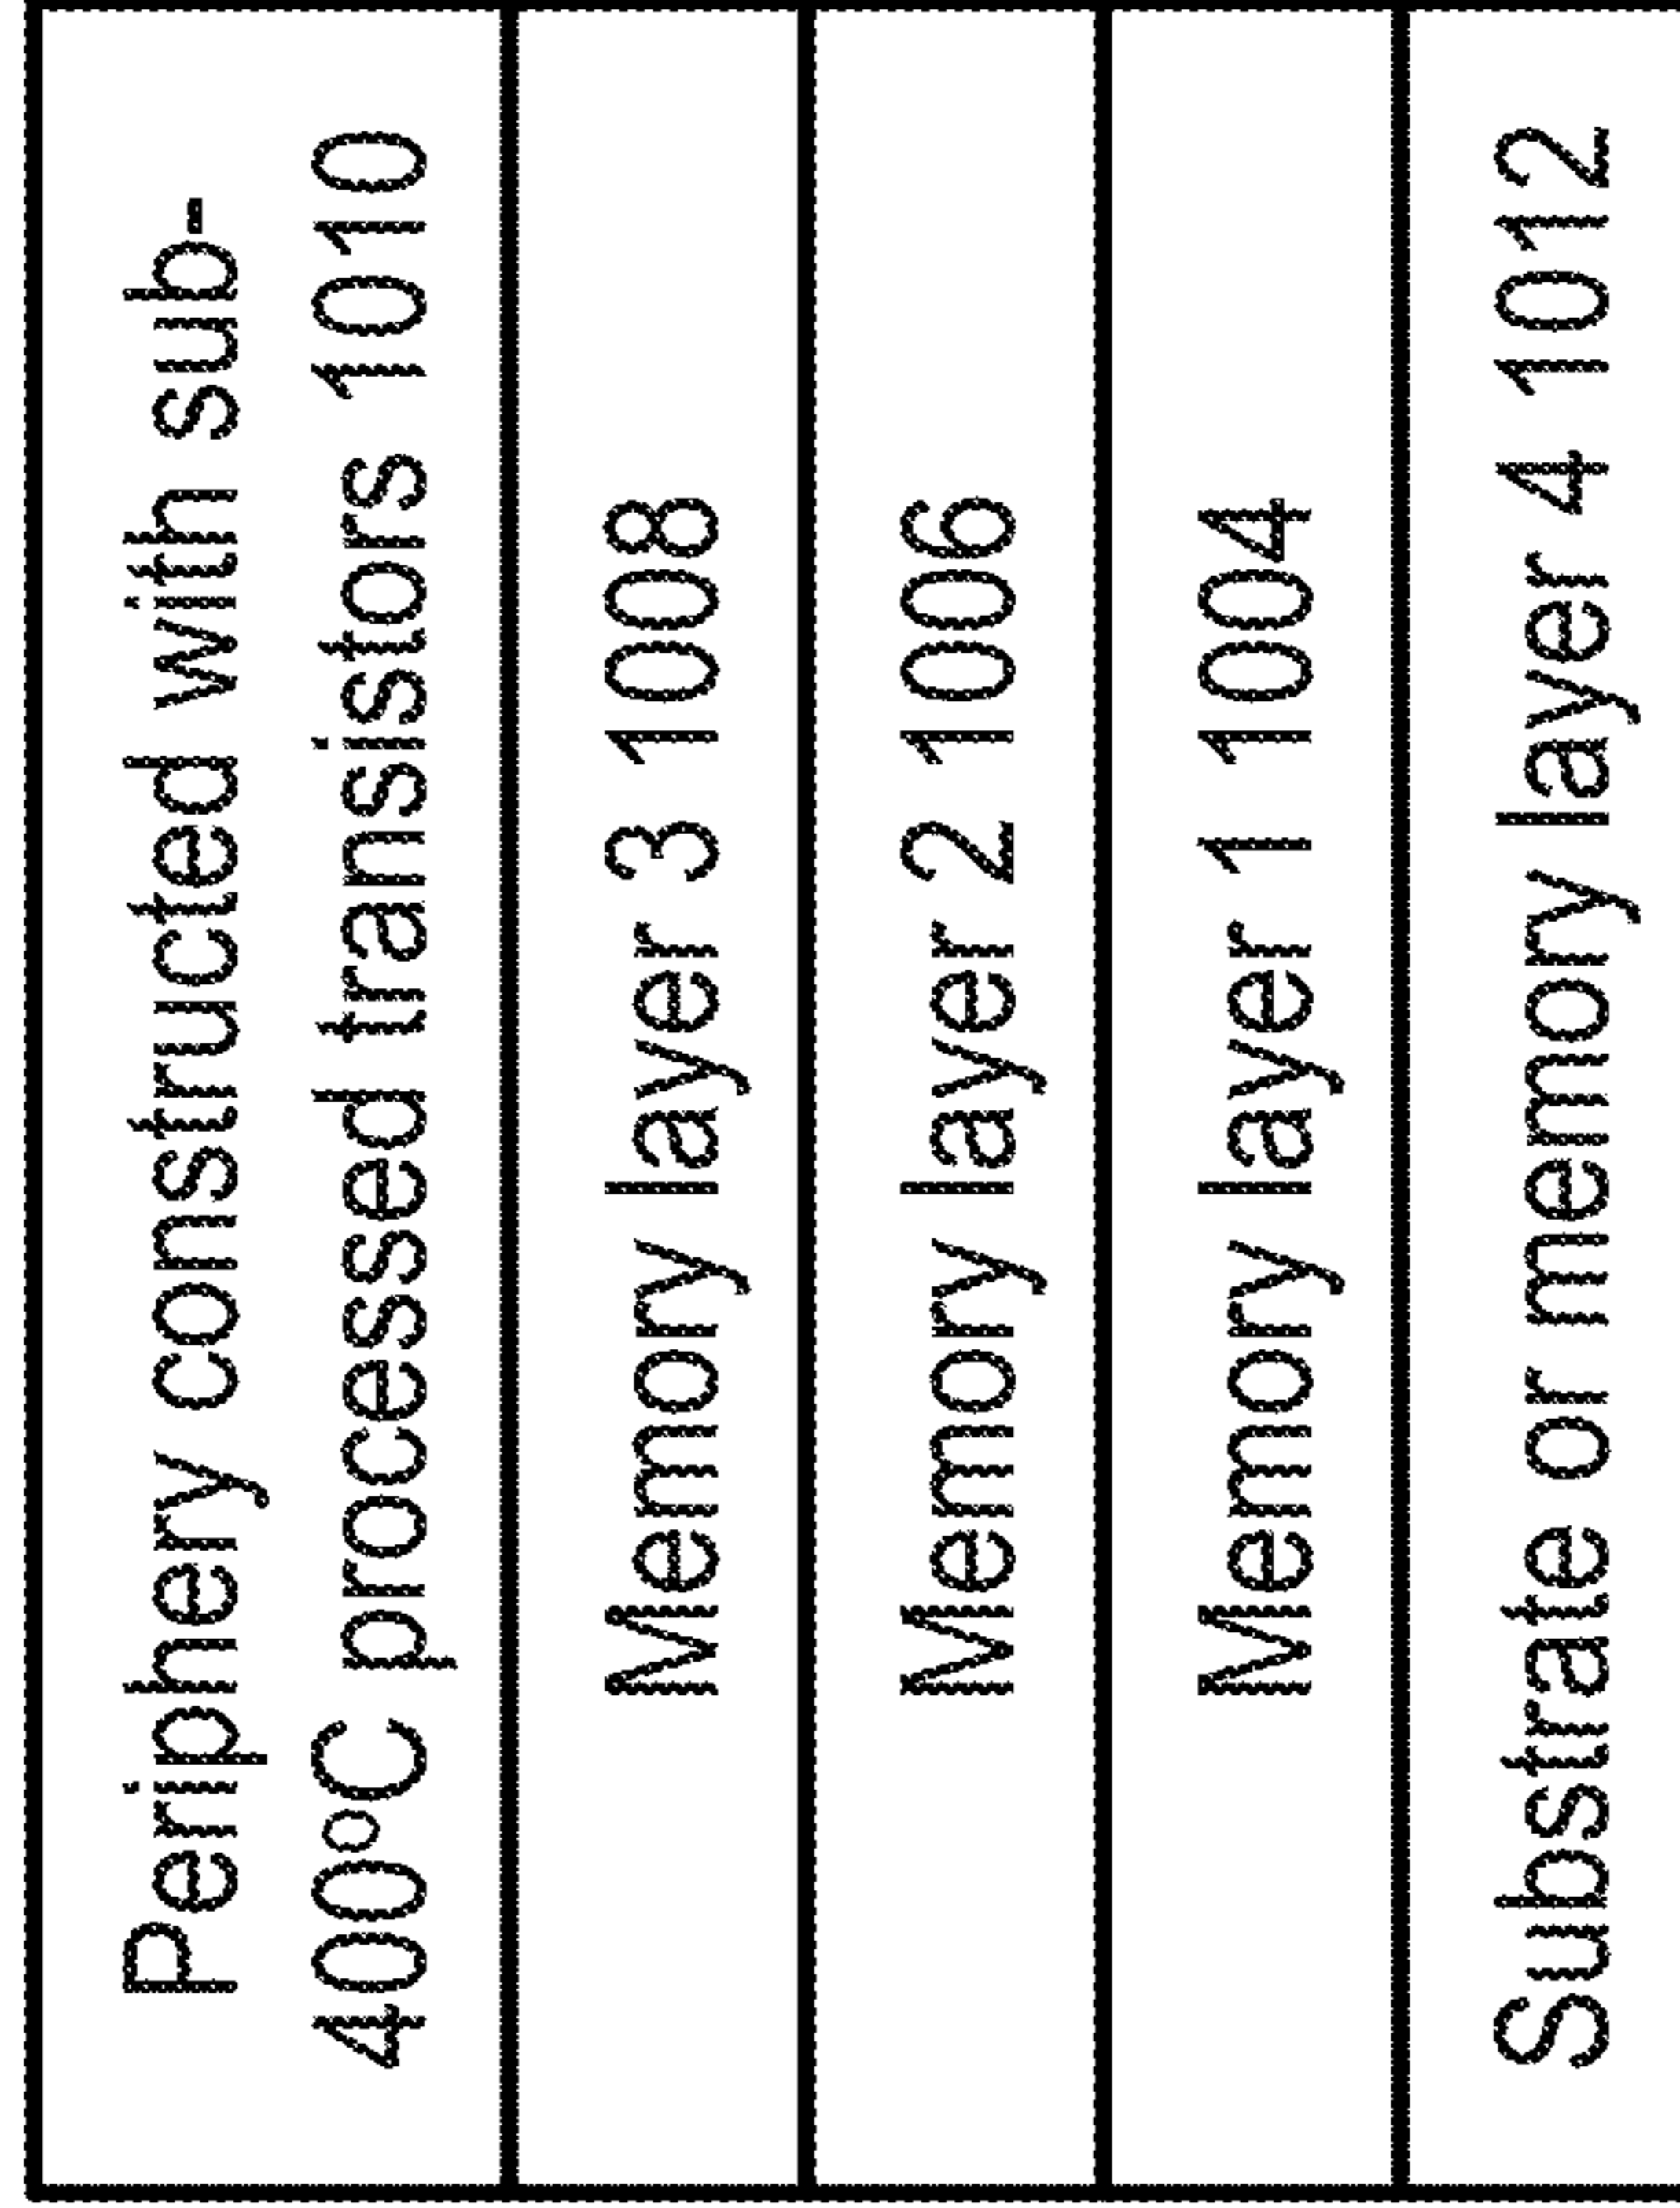 Periphery constructed with sub-
400ºC processed transistors 1010
Memory layer 3 1008
Memory layer 2 1006
Memory layer 1 1004
Substrate or memory layer 4 1012